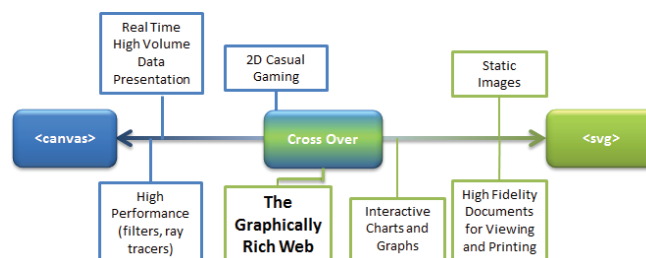 Real Time
High Volume
Data
Presentation
2D Casual
Gaming
Static
Images
<canvas>
Cross Over
<svg>
High
Performance
(filters, ray
tracers)
The
Graphically
Rich Web
Interactive
Charts and
Graphs
High Fidelity
Documents
for Viewing
and Printing